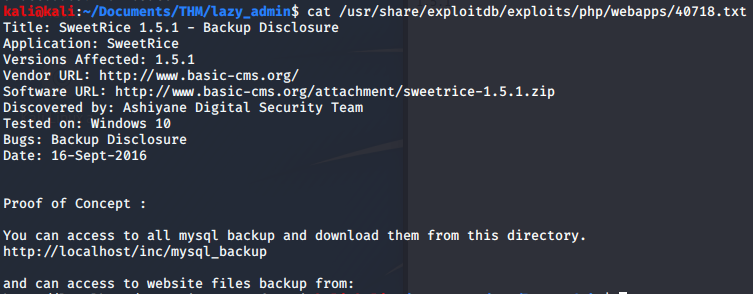 kali@kali:~/Documents/THM/lazy_admin$ cat /usr/share/exploitdb/exploits/php/webapps/40718.txt
Title: SweetRice 1.5.1 - Backup Disclosure
Application: SweetRice
Versions Affected: 1.5.1
Vendor URL: http://www.basic-cms.org/
Software URL: http://www.basic-cms.org/attachment/sweetrice-1.5.1.zip
Discovered by: Ashiyane Digital Security Team
Tested on: Windows 10
Bugs: Backup Disclosure
Date: 16-Sept-2016
Proof of Concept :
You can access to all mysql backup and download them from this directory.
http://localhost/inc/mysql_backup
and can access to website files backup from: